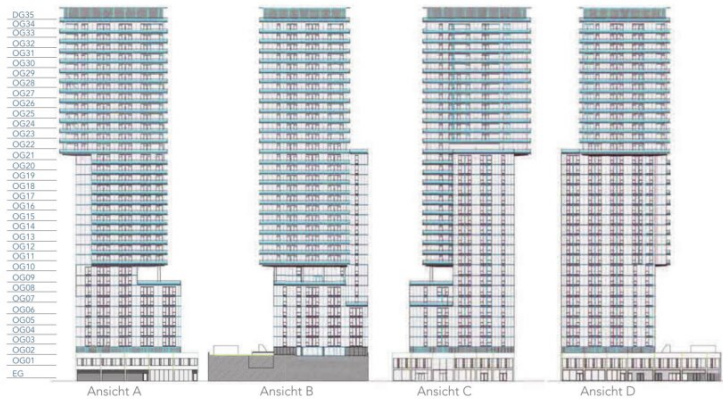 DG35
OG34
OG33
OG32
OG31
OG30
OG29
OG28
OG27
OG26
OG25
OG24
OG23
OG22
OG21
OG20
OG19
OG18
OG17
OG16
OG15
OG14
OG13
OG12
OG11
OG10
OG09
OG08
OG07
OG06
OG05
OG04
OG03
OG02
OG01
EG
Ansicht A
Ansicht B
Ansicht C
Ansicht D